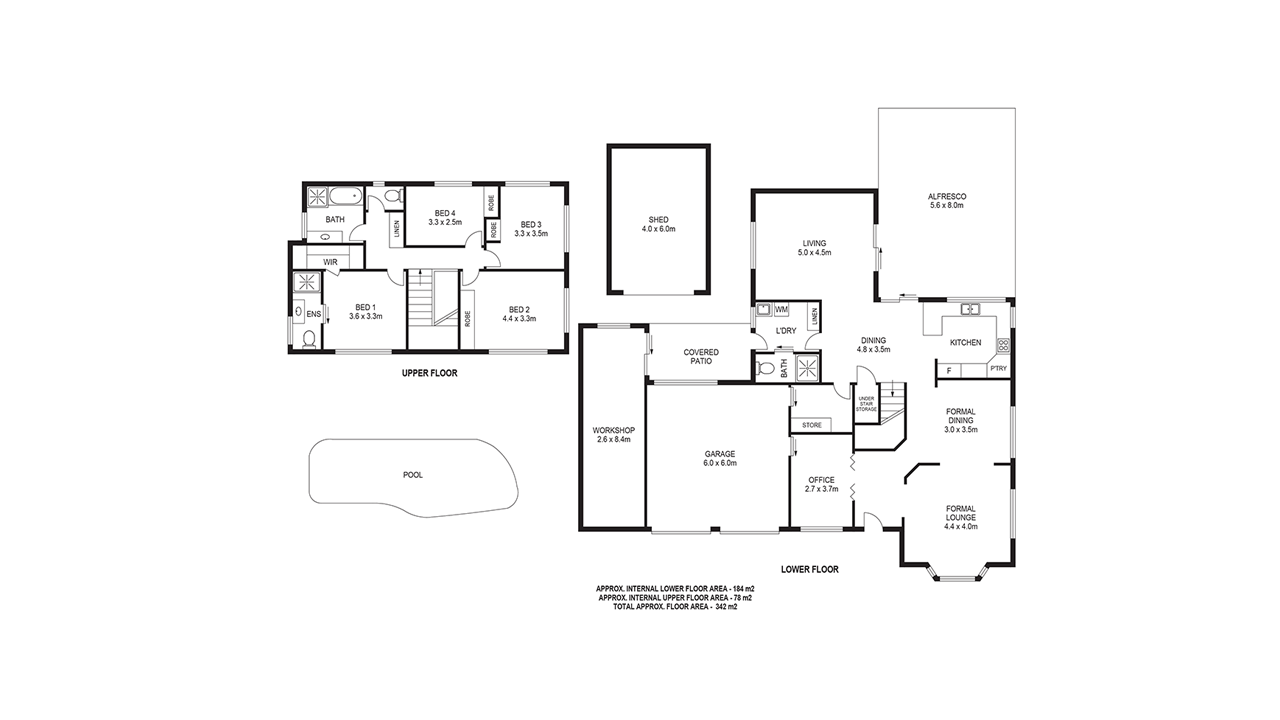 BATH
LINEN
BED 4
3.3 x 2.5m
ROBE
ROBE
BED 3
3.3 x 3.5m
WIR
ENS
BED 1
3.6 x 3.3m
ROBE
BED 2
4.4 x 3.3m
UPPER FLOOR
POOL
SHED
4.0 x 6.0m
ALFRESCO
5.6 x 8.0m
LIVING
5.0 x 4.5m
WM
LINEN
L'DRY
BATH
COVERED
PATIO
DINING
4.8 x 3.5m
KITCHEN
F
P'TRY
UNDER
STAIR
STORAGE
STORE
FORMAL
DINING
3.0 x 3.5m
WORKSHOP
2.6 x 8.4m
GARAGE
6.0 x 6.0m
OFFICE
2.7 x 3.7m
FORMAL
LOUNGE
4.4 x 4.0m
LOWER FLOOR
APPROX. INTERNAL LOWER FLOOR AREA - 184 m2
APPROX. INTERNAL UPPER FLOOR AREA - 78 m2
TOTAL APPROX. FLOOR AREA - 342 m2